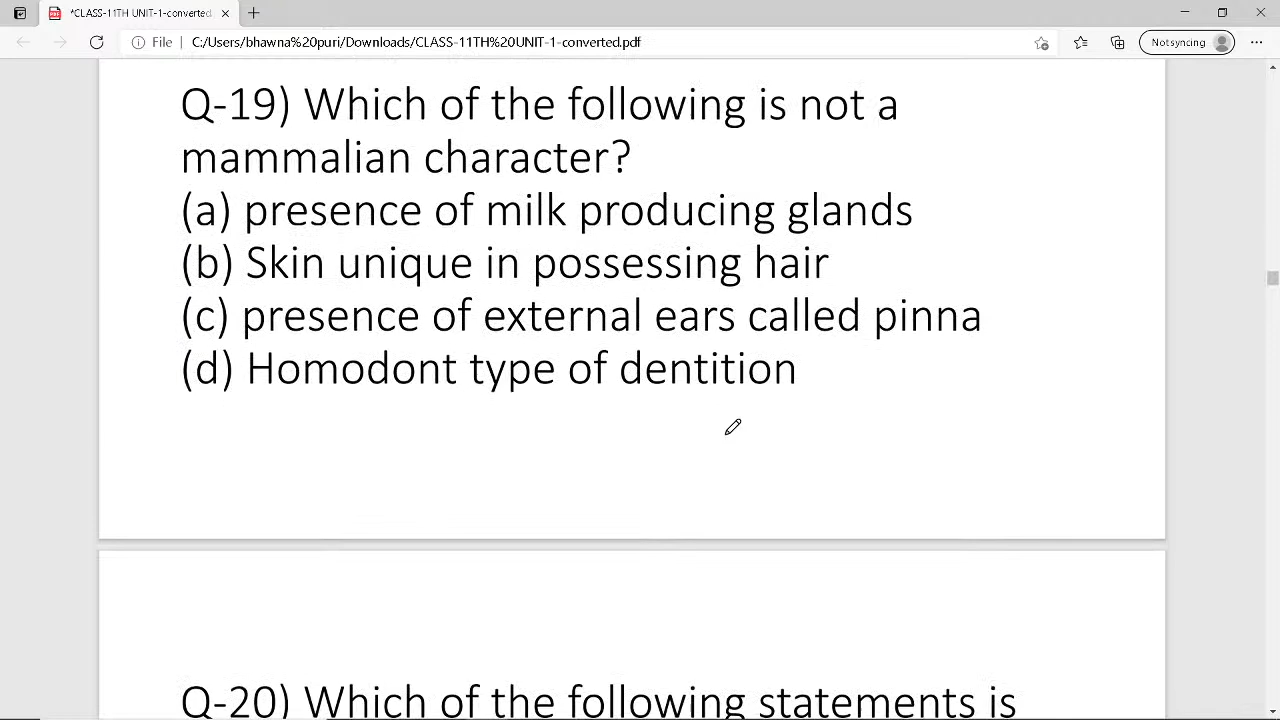 *CLASS-11TH UNIT-1-converted
File | C:/Users/bhawna%20puri/Downloads/CLASS-11TH%20UNIT-1-converted.pdf
Not syncing
Q-19) Which of the following is not a
mammalian character?
(a) presence of milk producing glands
(b) Skin unique in possessing hair
(c) presence of external ears called pinna
(d) Homodont type of dentition
Q-20) Which of the following statements is